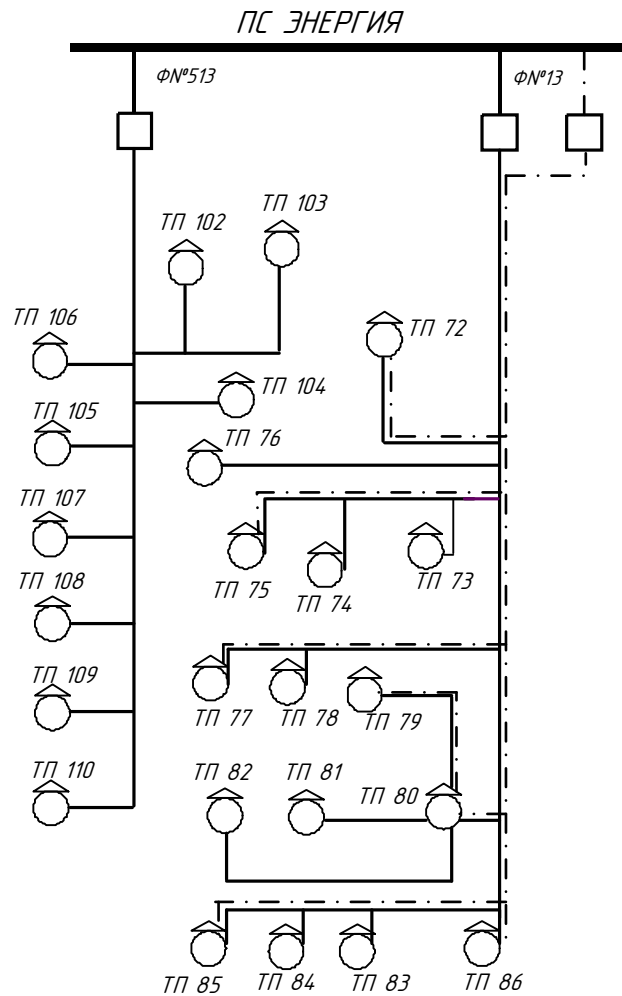 ПС ЭНЕРГИЯ
ФN°513
ФN°13
ТП 102
ТП 103
ТП 106
ТП 72
ТП 104
ТП 105
ТП 76
ТП 107
ТП 75
ТП 74
ТП 73
ТП 108
ТП 109
ТП 77
ТП 78
ТП 79
ТП 110
ТП 82
ТП 81
ТП 80
ТП 85
ТП 84
ТП 83
ТП 86